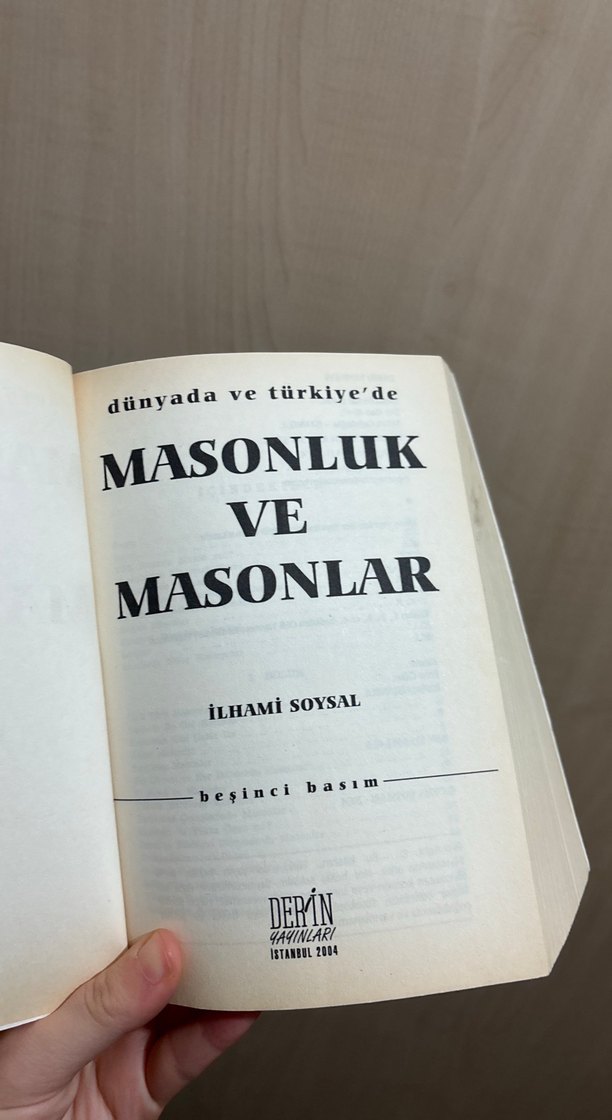 dünyada ve türkiye'de
MASONLUK
VE
MASONLAR
İLHAMİ SOYSAL
beşinci basım
DERİN
YAYINLARI
İSTANBUL 2004